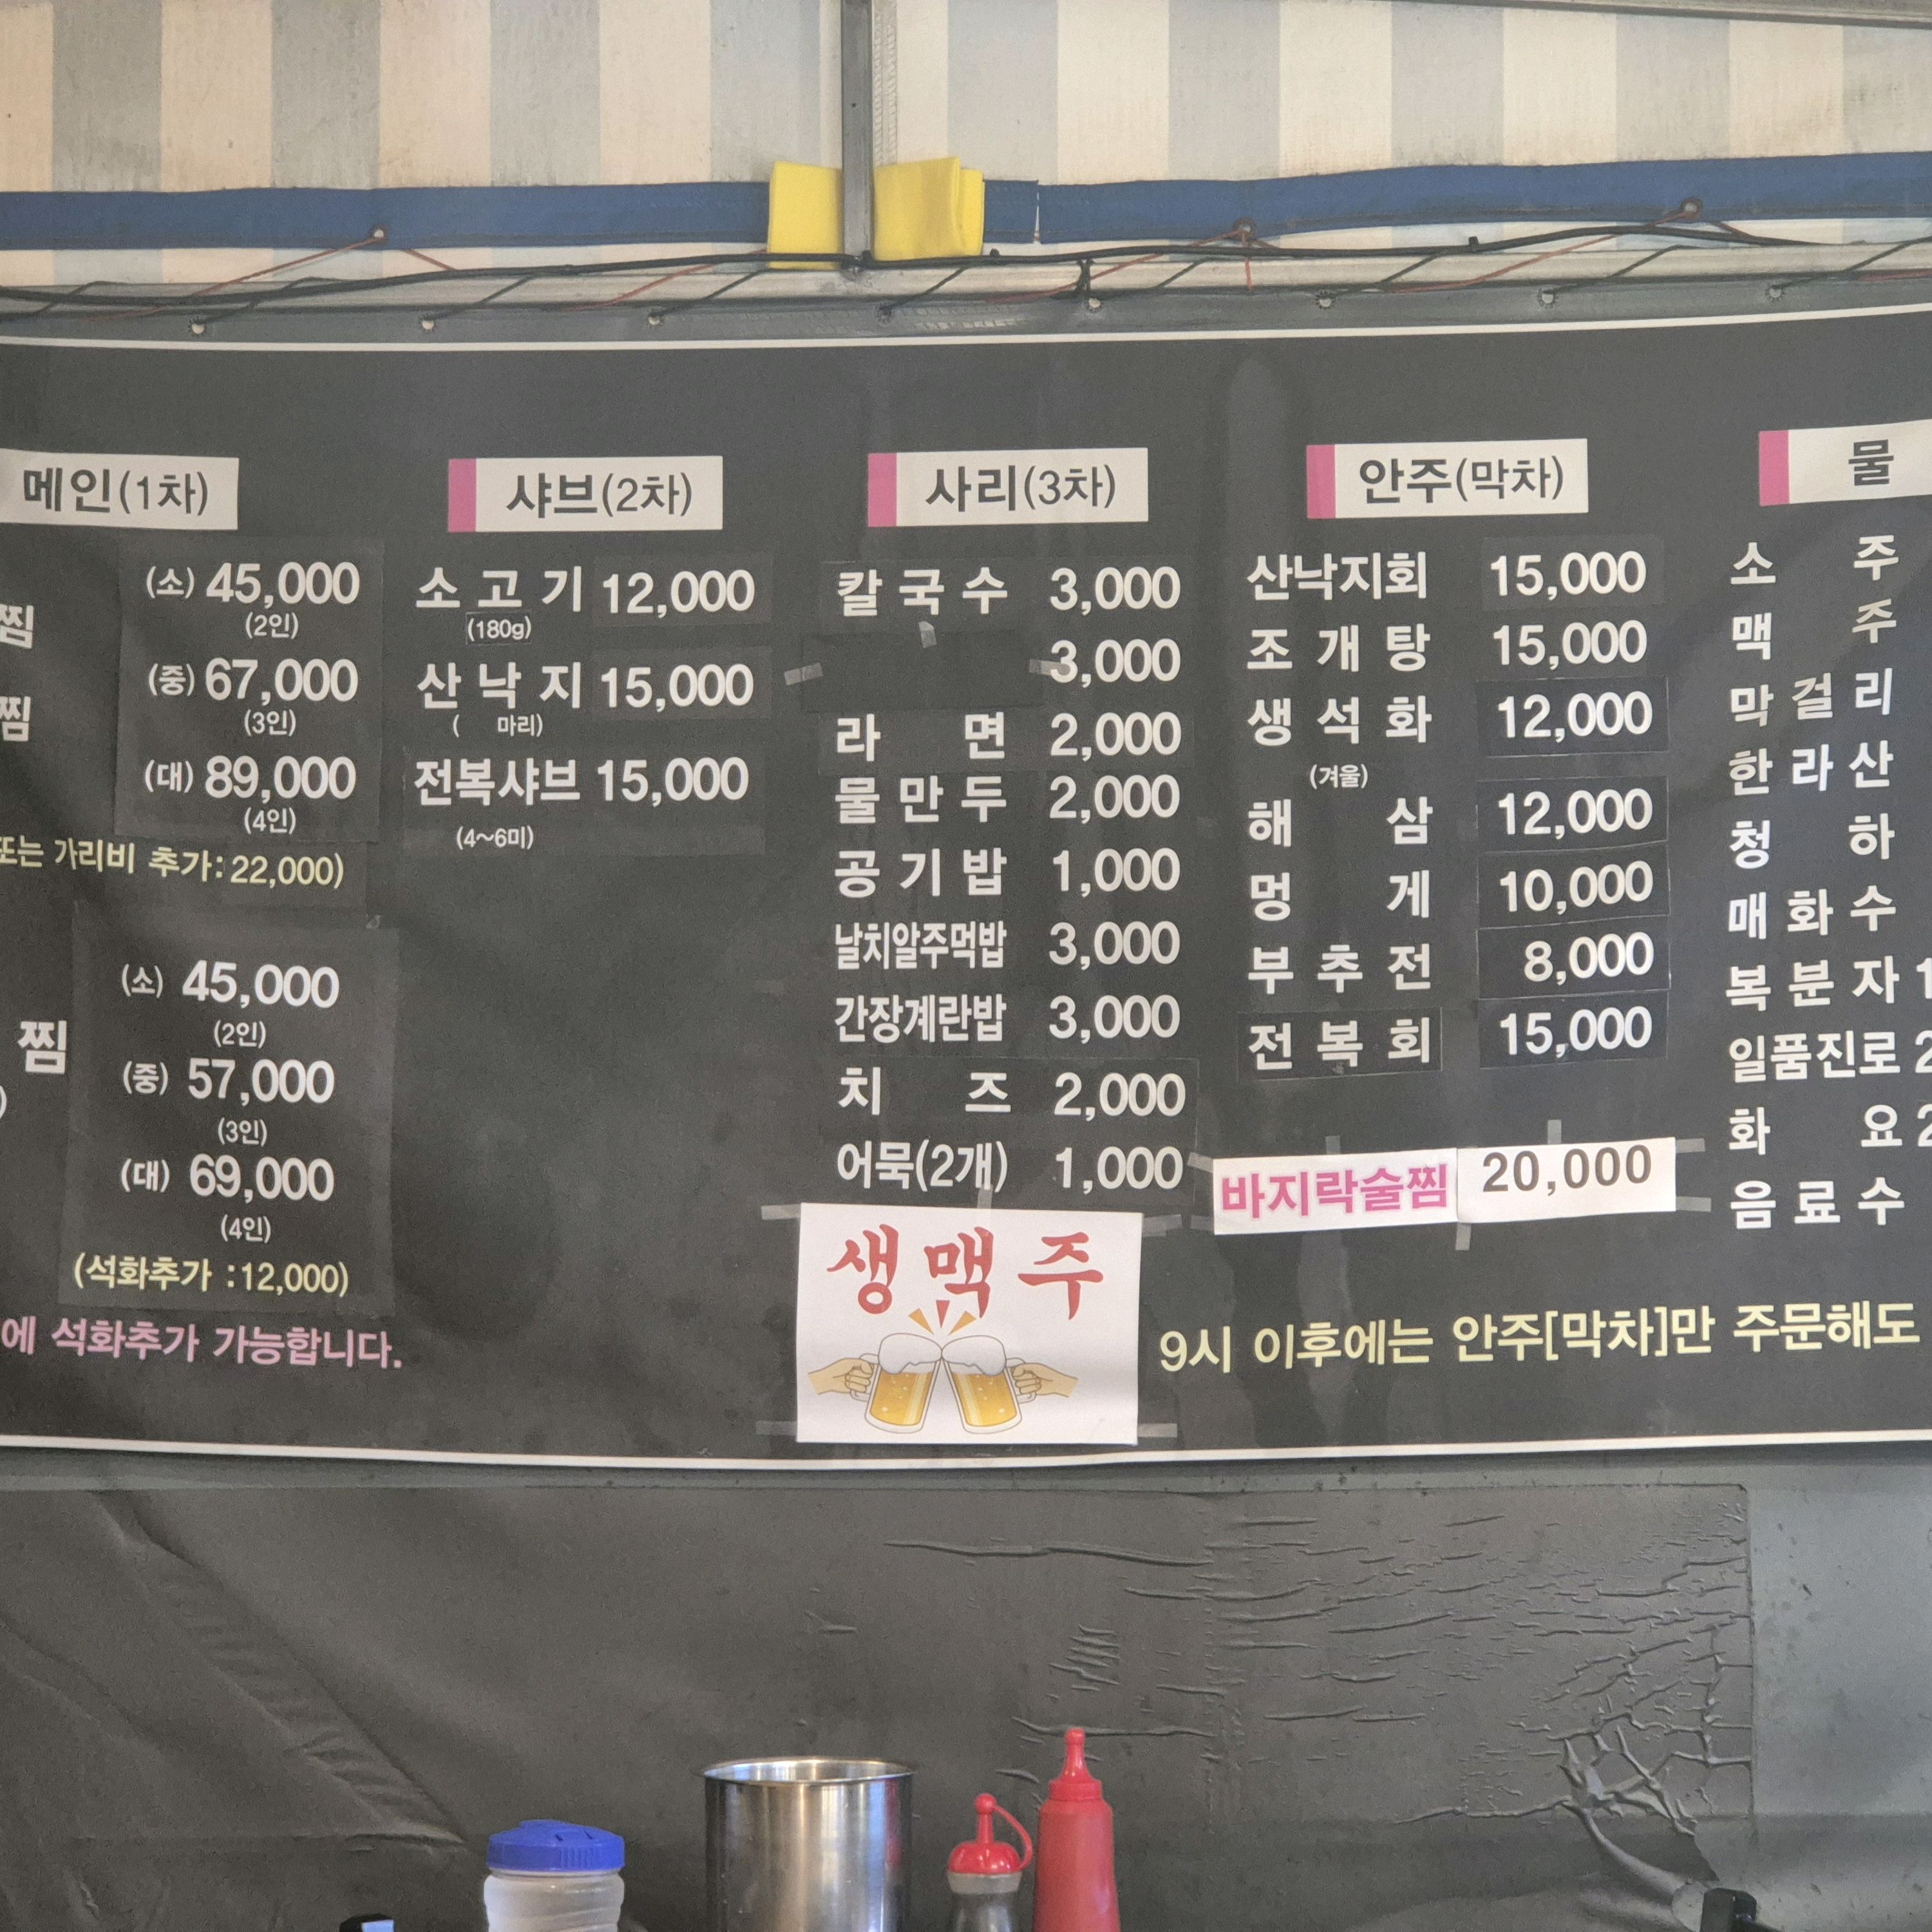 메인(1차)
찜
(소) 45,000
(2인)
찜
(중) 67,000
(3인)
(대) 89,000
(4인)
또는 가리비 추가:22,000)
찜
)
(소) 45,000
(2인)
(중) 57,000
(3인)
(대) 69,000
(4인)
(석화추가 :12,000)
에 석화추가 가능합니다.
샤브(2차)
소고기 12,000
(180g)
산낙지 15,000
( 마리)
전복샤브 15,000
(4~6미)
사리(3차)
칼국수 3,000
3,000
라면 2,000
물만두 2,000
공기밥 1,000
날치알주먹밥 3,000
간장계란밥 3,000
치즈 2,000
어묵(2개) 1,000
생맥주
안주(막차)
산낙지회 15,000
조개탕 15,000
생석화 12,000
(겨울)
해삼 12,000
멍게 10,000
부추전 8,000
전복회 15,000
바지락술찜 20,000
9시 이후에는 안주[막차]만 주문해도
물
소주
맥주
막걸리
한라산
청하
매화수
복분자 1
일품진로 2
화요 2
음료수